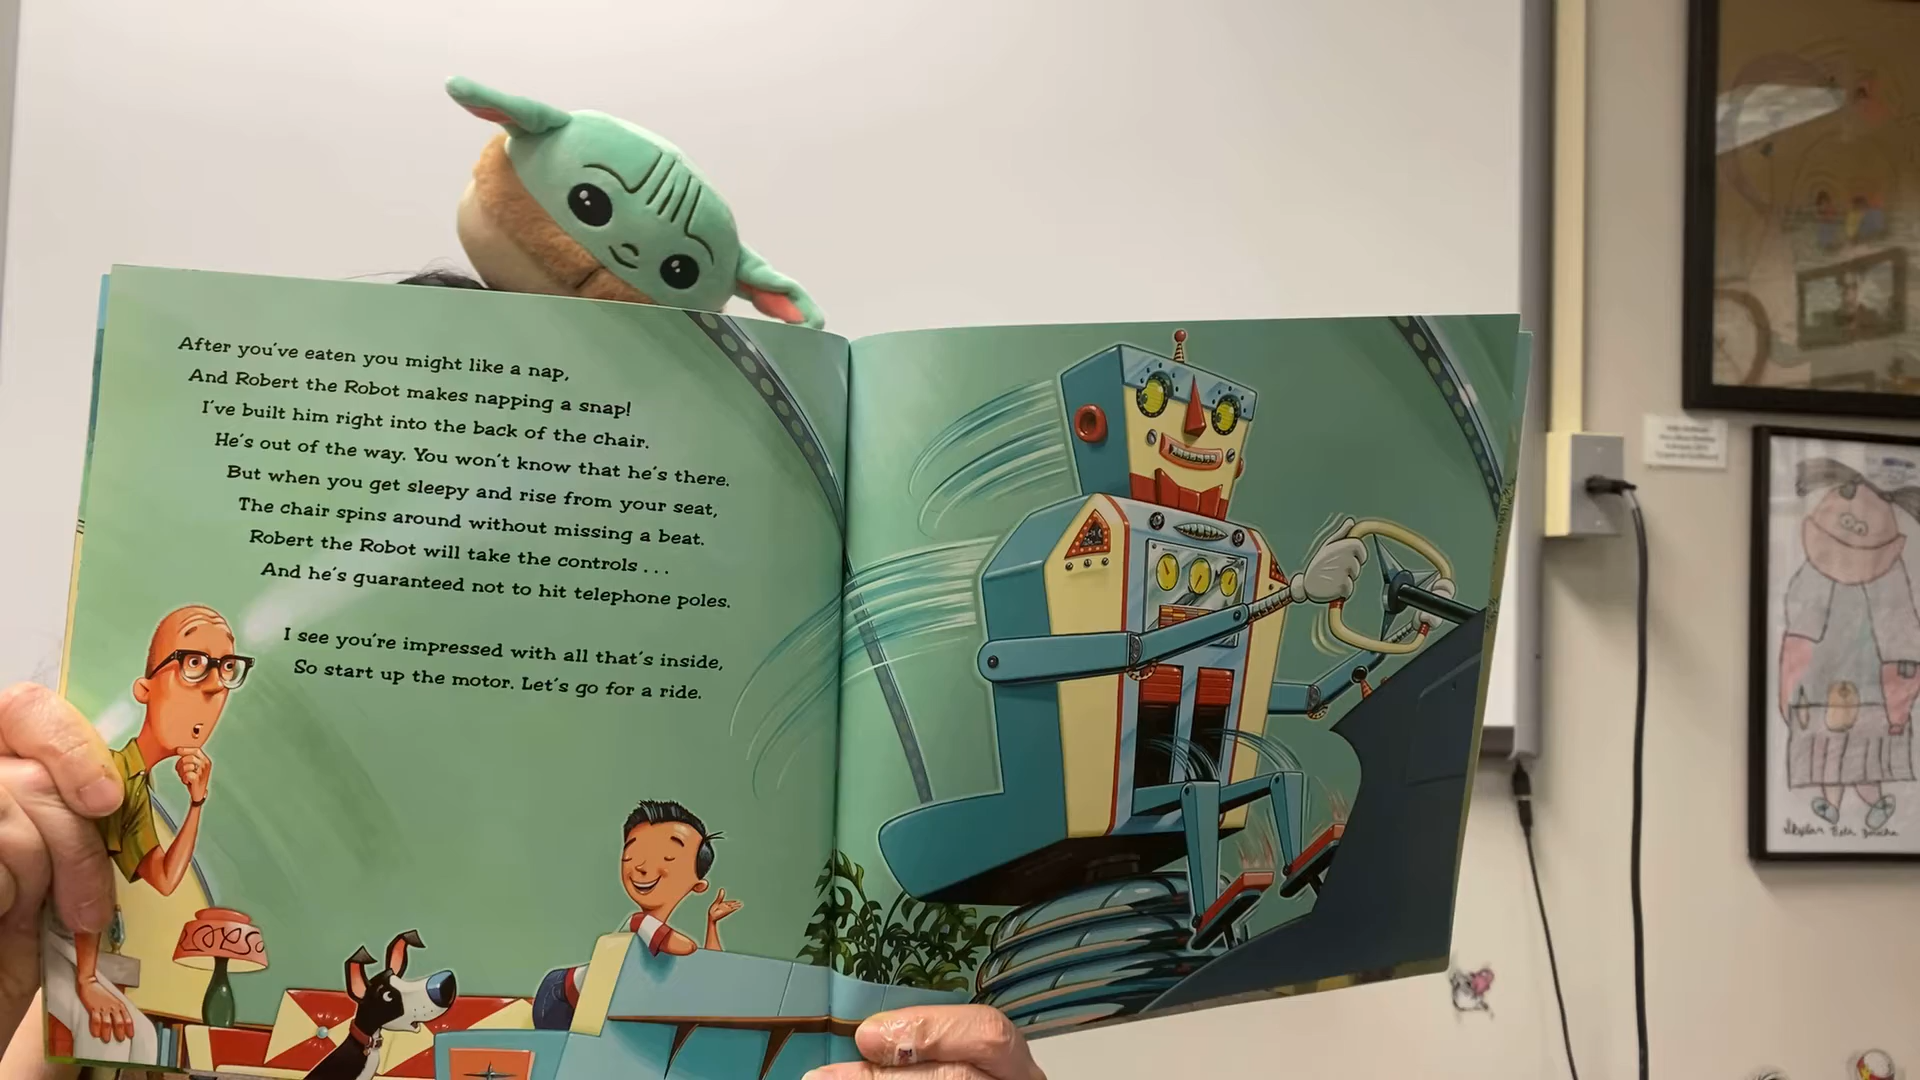 After you've eaten you might like a nap,
And Robert the Robot makes napping a snap!
I've built him right into the back of the chair.
He's out of the way. You won't know that he's there.
But when you get sleepy and rise from your seat,
The chair spins around without missing a beat.
Robert the Robot will take the controls . . .
And he's guaranteed not to hit telephone poles.
I see you're impressed with all that's inside,
So start up the motor. Let's go for a ride.